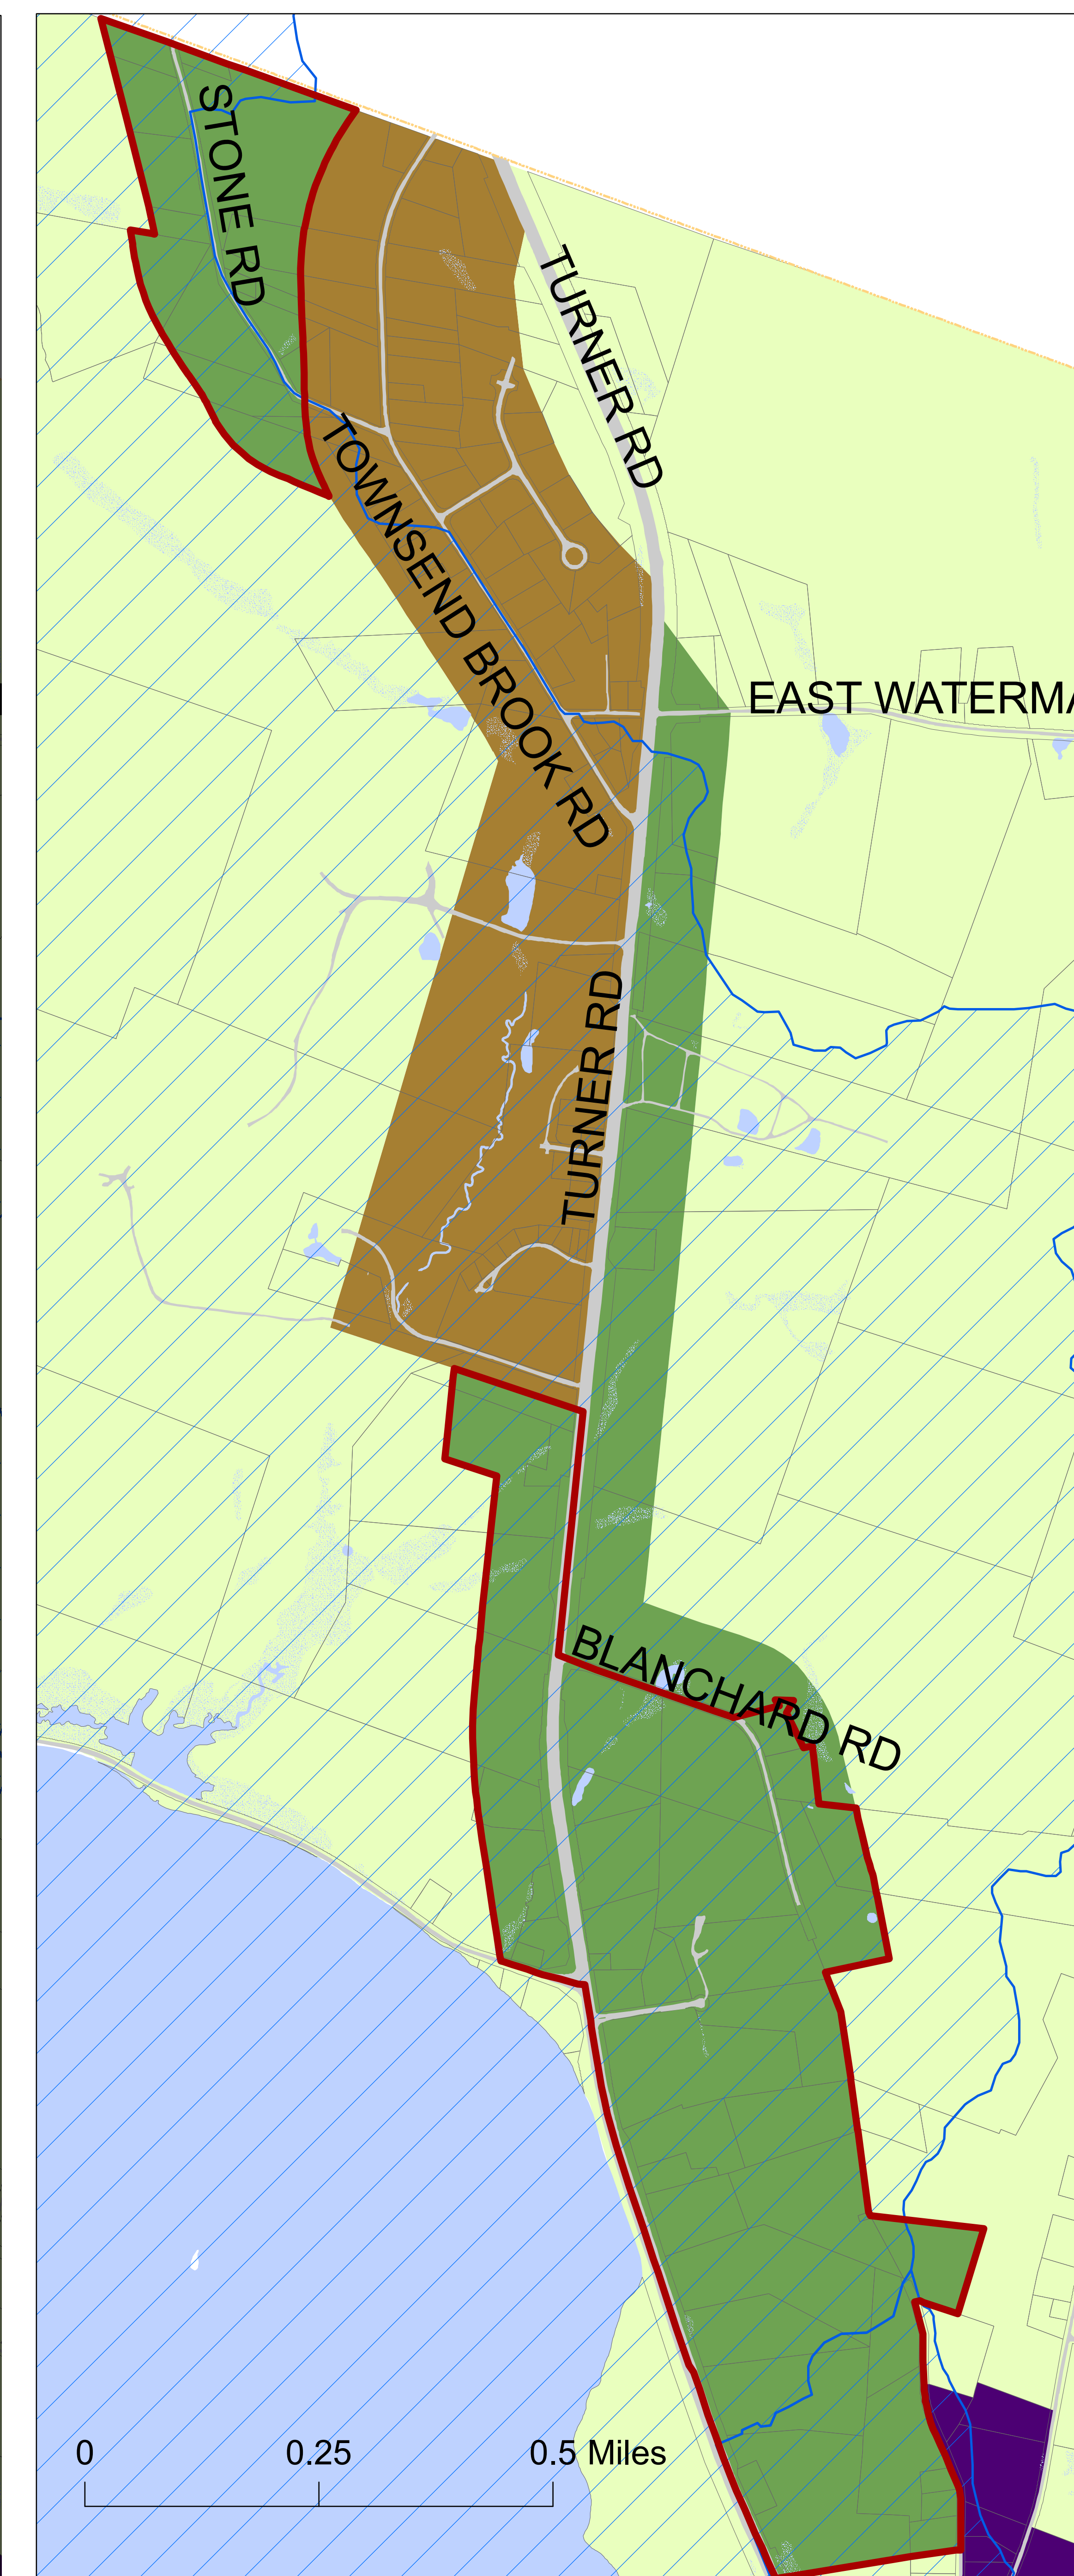 STONE RD
TURNER RD
TOWNSEND BROOK RD
EAST WATERMA
TURNER RD
BLANCHARD RD
0 0.25 0.5 Miles